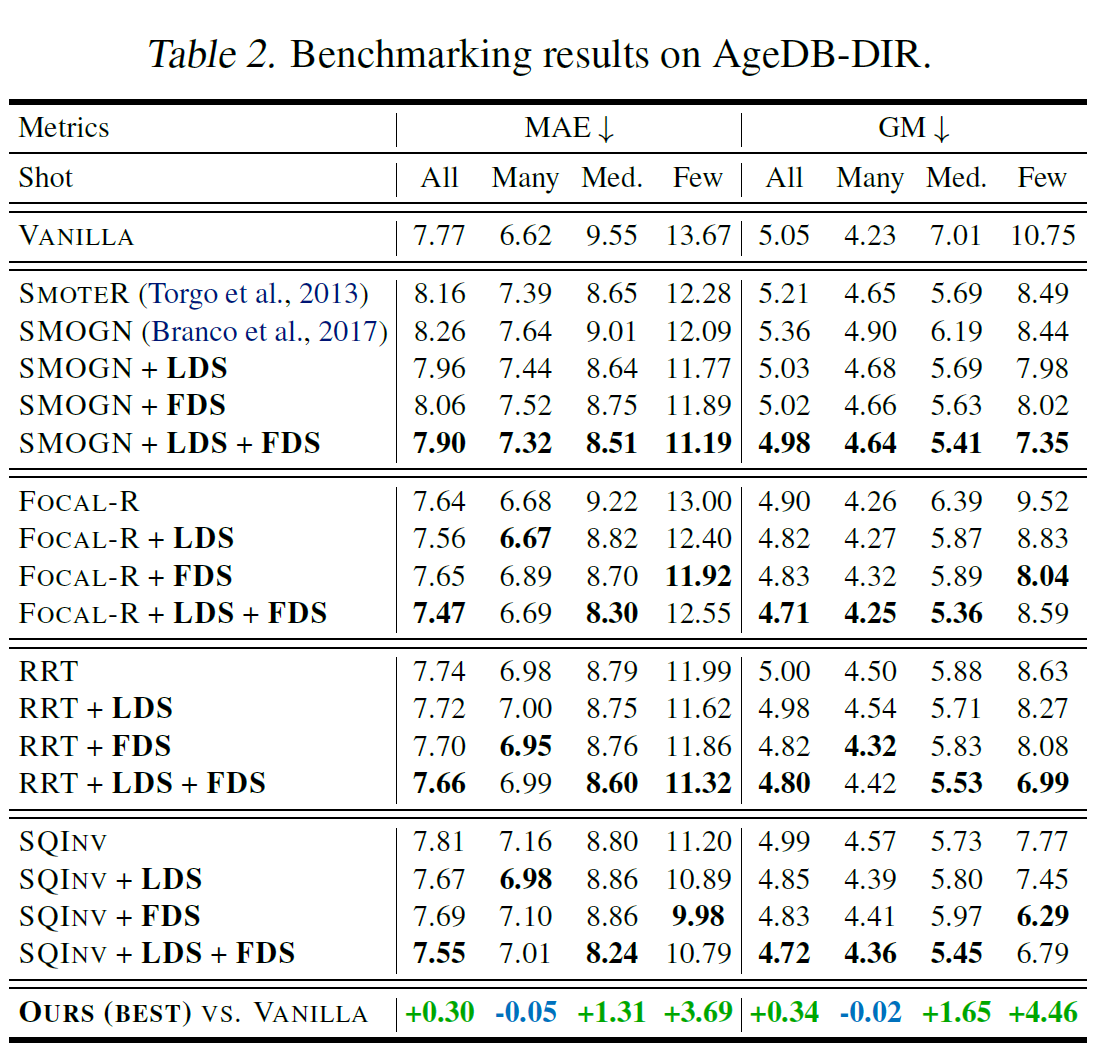 Table 2. Benchmarking results on AgeDB-DIR.
Metrics MAE ↓ GM ↓
Shot All Many Med. Few All Many Med. Few
VANILLA 7.77 6.62 9.55 13.67 5.05 4.23 7.01 10.75
SMOTER (Torgo et al., 2013) 8.16 7.39 8.65 12.28 5.21 4.65 5.69 8.49
SMOGN (Branco et al., 2017) 8.26 7.64 9.01 12.09 5.36 4.90 6.19 8.44
SMOGN + LDS 7.96 7.44 8.64 11.77 5.03 4.68 5.69 7.98
SMOGN + FDS 8.06 7.52 8.75 11.89 5.02 4.66 5.63 8.02
SMOGN + LDS + FDS 7.90 7.32 8.51 11.19 4.98 4.64 5.41 7.35
FOCAL-R 7.64 6.68 9.22 13.00 4.90 4.26 6.39 9.52
FOCAL-R + LDS 7.56 6.67 8.82 12.40 4.82 4.27 5.87 8.83
FOCAL-R + FDS 7.65 6.89 8.70 11.92 4.83 4.32 5.89 8.04
FOCAL-R + LDS + FDS 7.47 6.69 8.30 12.55 4.71 4.25 5.36 8.59
RRT 7.74 6.98 8.79 11.99 5.00 4.50 5.88 8.63
RRT + LDS 7.72 7.00 8.75 11.62 4.98 4.54 5.71 8.27
RRT + FDS 7.70 6.95 8.76 11.86 4.82 4.32 5.83 8.08
RRT + LDS + FDS 7.66 6.99 8.60 11.32 4.80 4.42 5.53 6.99
SQINV 7.81 7.16 8.80 11.20 4.99 4.57 5.73 7.77
SQINV + LDS 7.67 6.98 8.86 10.89 4.85 4.39 5.80 7.45
SQINV + FDS 7.69 7.10 8.86 9.98 4.83 4.41 5.97 6.29
SQINV + LDS + FDS 7.55 7.01 8.24 10.79 4.72 4.36 5.45 6.79
OURS (BEST) VS. VANILLA +0.30 -0.05 +1.31 +3.69 +0.34 -0.02 +1.65 +4.46